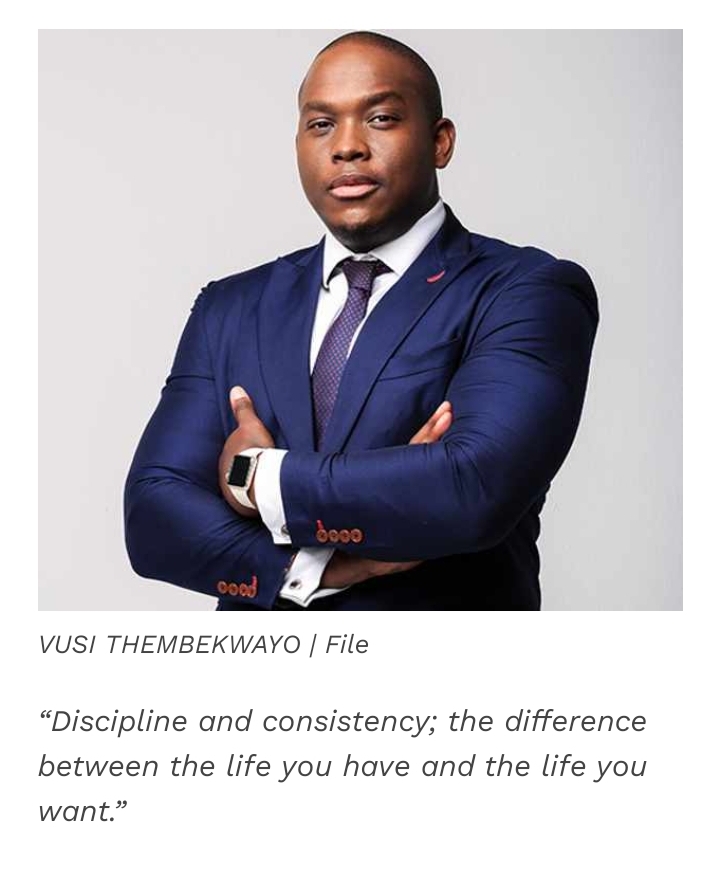 VUSI THEMBEKWAYO | File
“Discipline and consistency; the difference
between the life you have and the life you
want.”